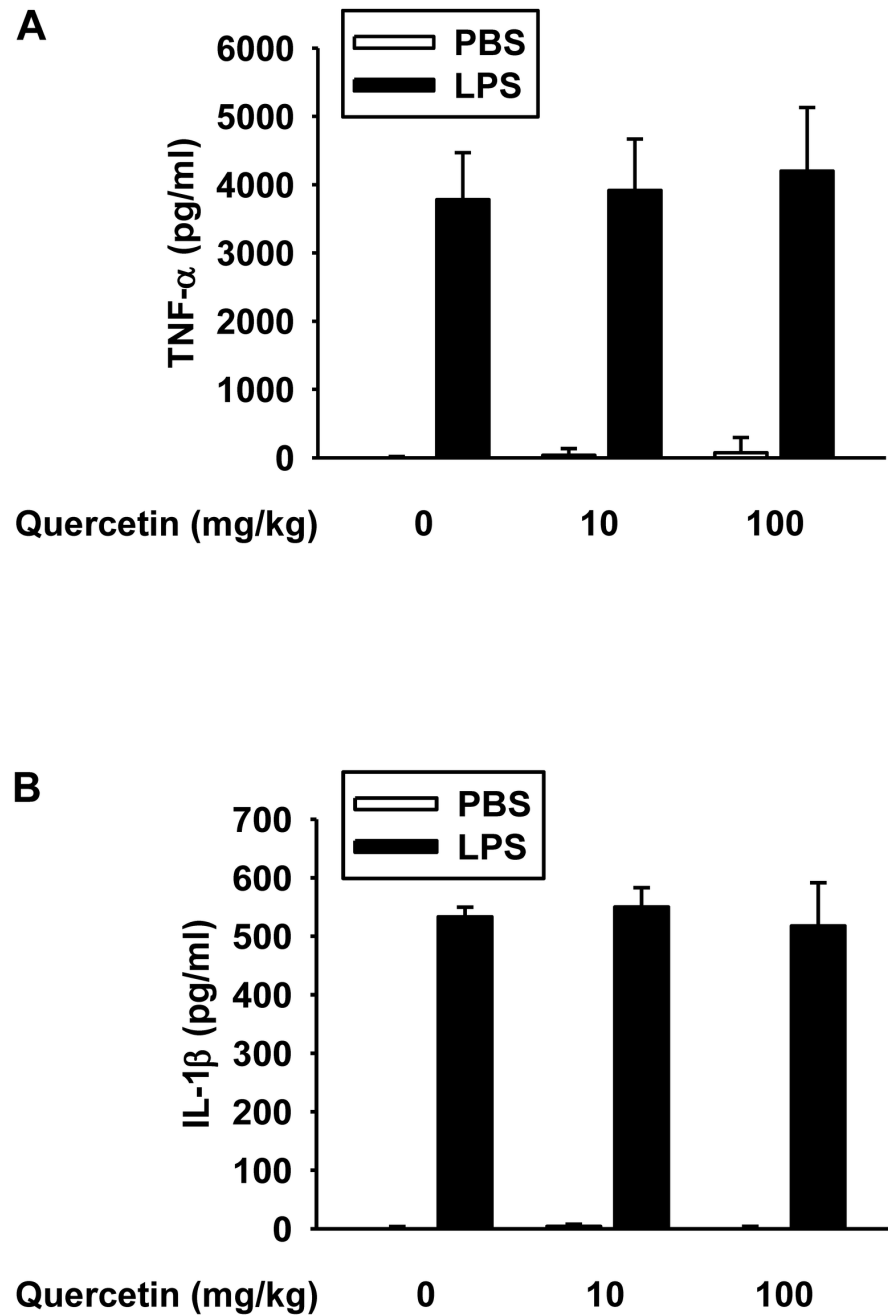 A
PBS
LPS
6000
5000
4000
3000
2000
1000
0
TNF-α (pg/ml)
Quercetin (mg/kg) 0 10 100
B
PBS
LPS
700
600
500
400
300
200
100
0
IL-1β (pg/ml)
Quercetin (mg/kg) 0 10 100